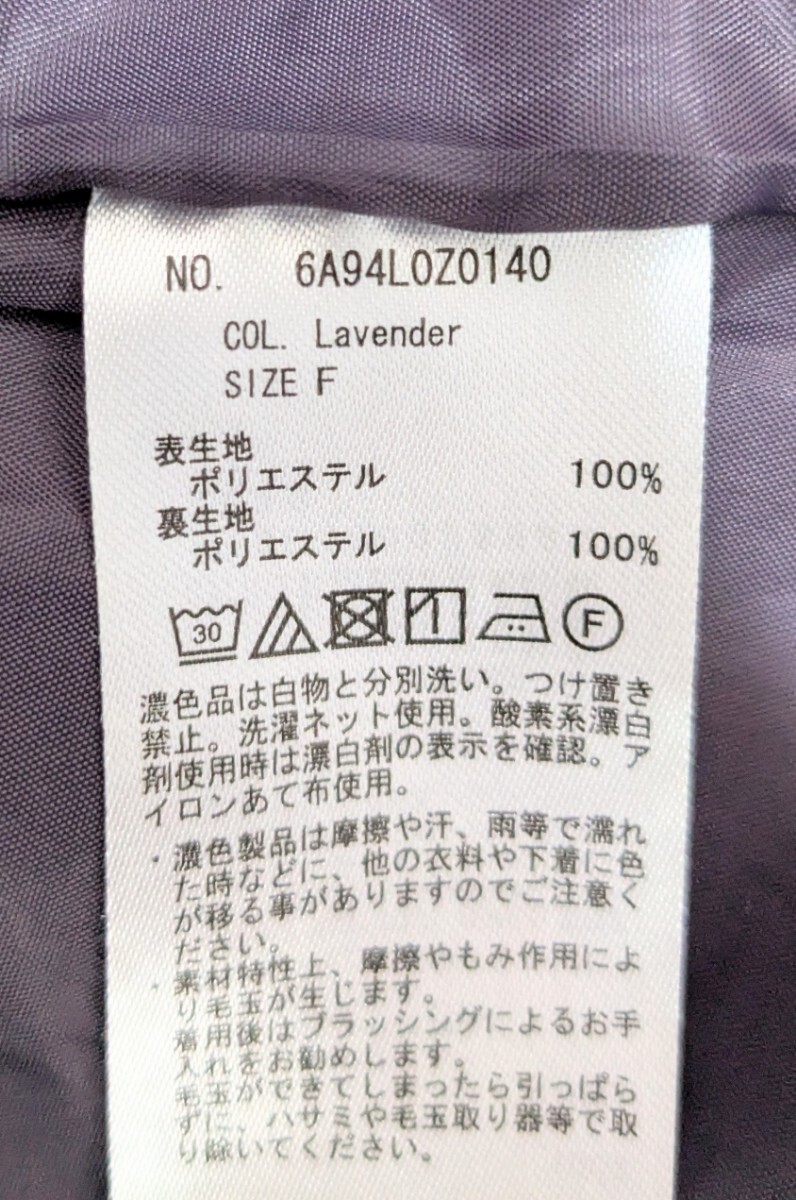 NO. 6A94L0Z0140
COL. Lavender
SIZE F
表生地
ポリエステル 100%
裏生地
ポリエステル 100%
30 F
濃色品は白物と分別洗い。つけ置き
禁止。洗濯ネット使用。酸素系漂白
剤使用時は漂白剤の表示を確認。ア
イロンあて布使用。
・濃色製品は摩擦や汗、雨等で濡れ
た時などに、他の衣料や下着に色
が移る事がありますのでご注意く
ださい。
・素材特性上、摩擦やもみ作用によ
り毛玉が生じます。
着用後はブラッシングによるお手
入れをお勧めします。
毛玉ができてしまったら引っぱら
ずに、ハサミや毛玉取り器等で取
り除いてください。